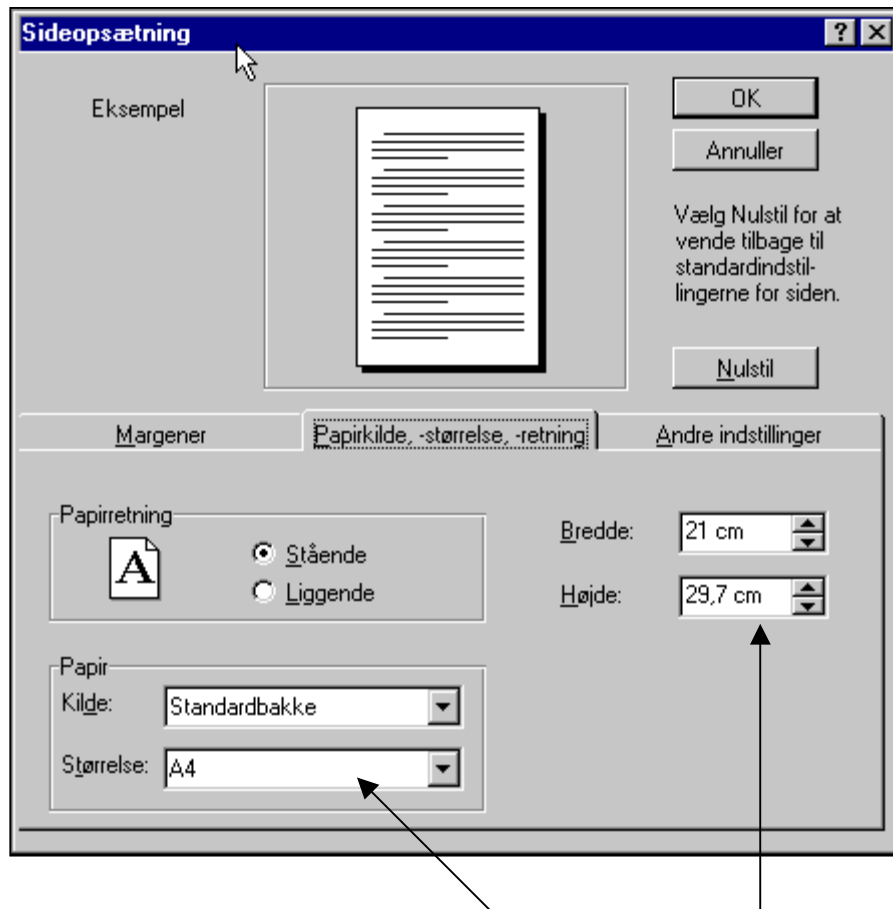 Sideopsætning
Eksempel
OK
Annuller
Vælg Nulstil for at
vende tilbage til
standardindstil-
lingerne for siden.
Nulstil
Margener
Papirkilde, -størrelse, -retning
Andre indstillinger
Papirretning
A
Stående
Liggende
Bredde: 21 cm
Højde: 29,7 cm
Papir
Kilde: Standardbakke
Størrelse: A4